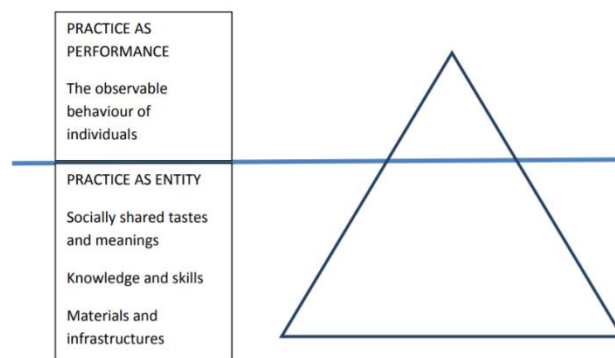 PRACTICE AS
PERFORMANCE
The observable
behaviour of
individuals
PRACTICE AS ENTITY
Socially shared tastes
and meanings
Knowledge and skills
Materials and
infrastructures